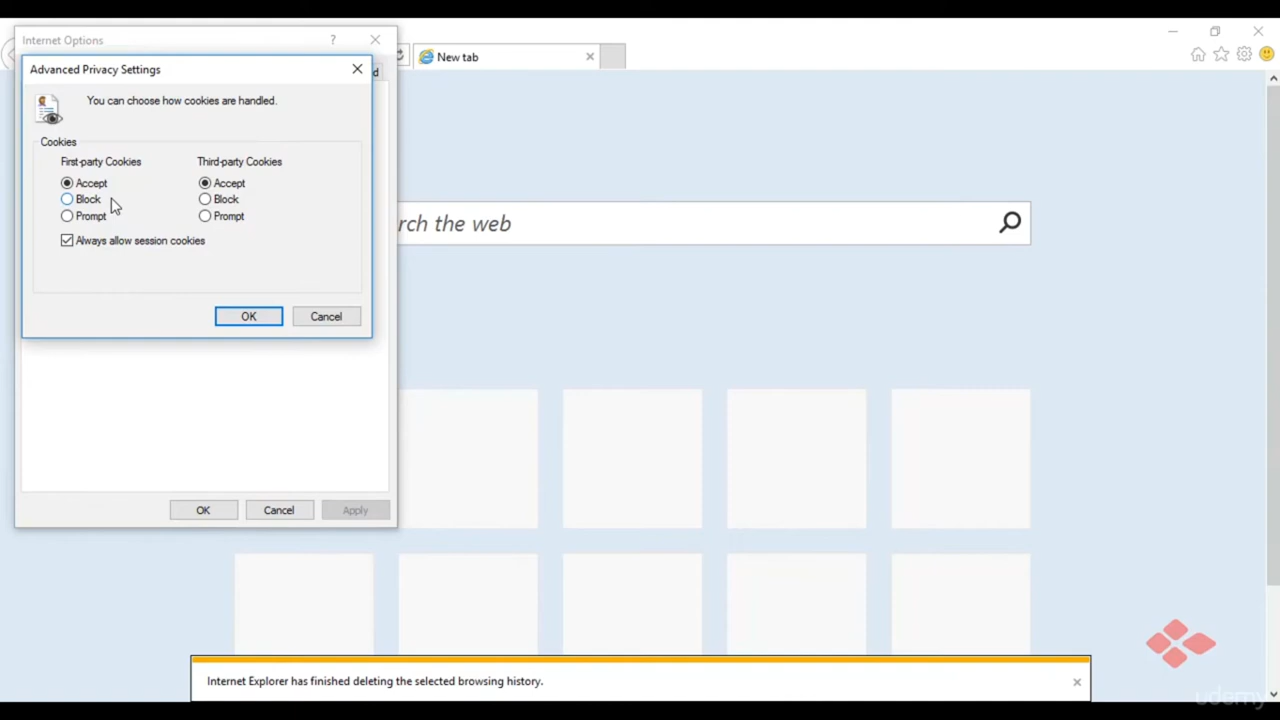 Internet Options
?
Advanced Privacy Settings
d
New tab
You can choose how cookies are handled.
Cookies
First-party Cookies
Third-party Cookies
Accept
Accept
Block
Block
Prompt
Prompt
Always allow session cookies
rch the web
OK
Cancel
OK
Cancel
Apply
Internet Explorer has finished deleting the selected browsing history.
udemy